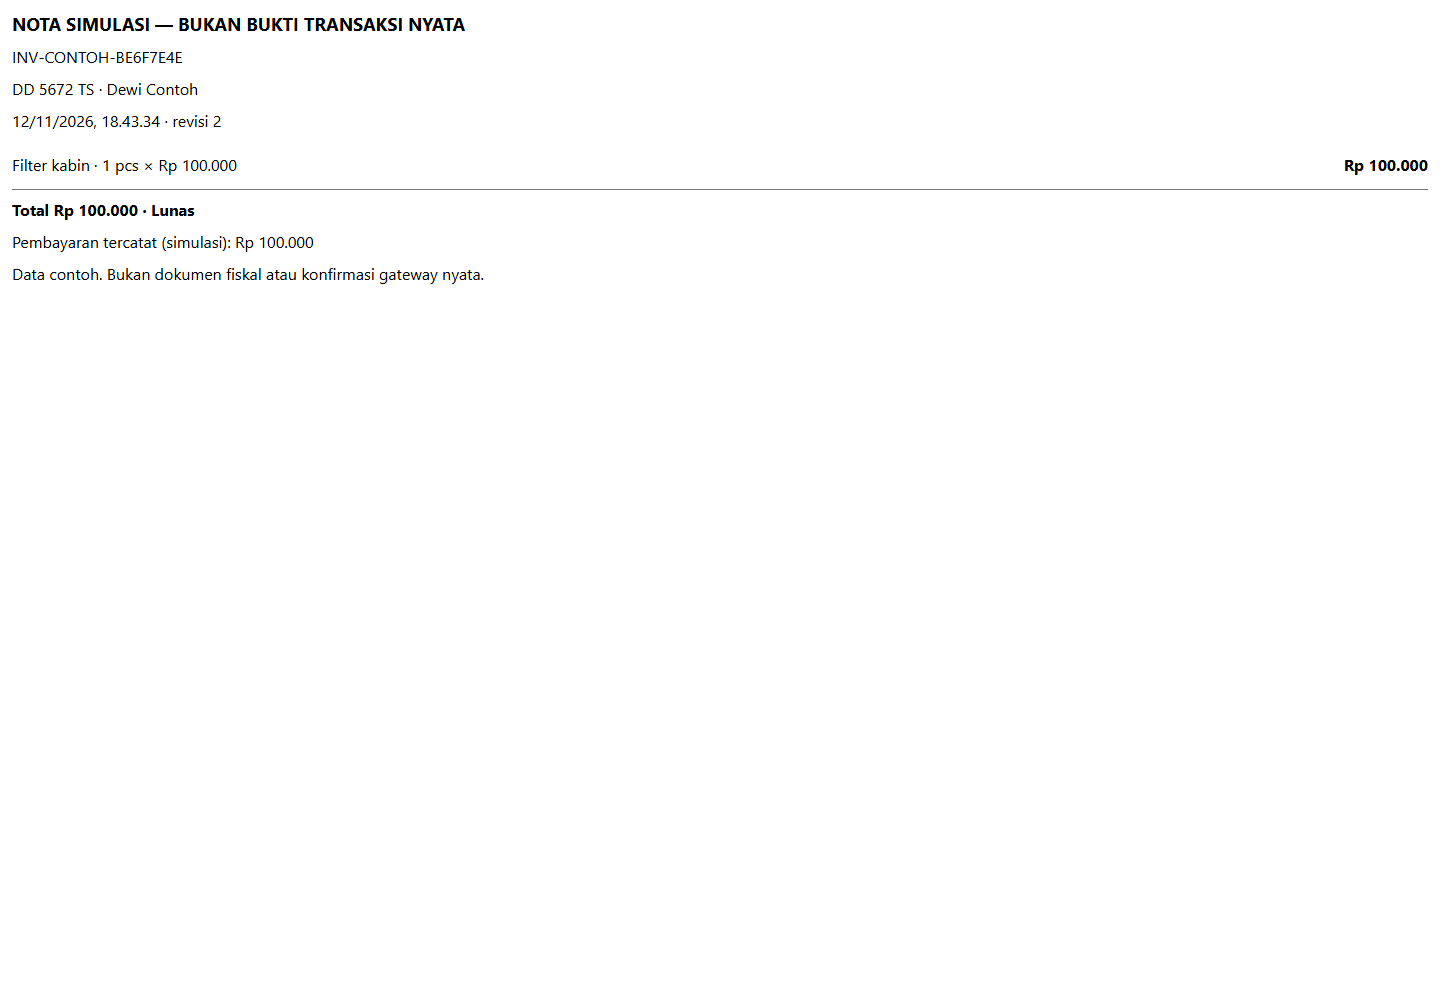 NOTA SIMULASI — BUKAN BUKTI TRANSAKSI NYATA
INV-CONTOH-BE6F7E4E
DD 5672 TS · Dewi Contoh
12/11/2026, 18.43.34 · revisi 2
Filter kabin · 1 pcs × Rp 100.000 Rp 100.000
Total Rp 100.000 · Lunas
Pembayaran tercatat (simulasi): Rp 100.000
Data contoh. Bukan dokumen fiskal atau konfirmasi gateway nyata.